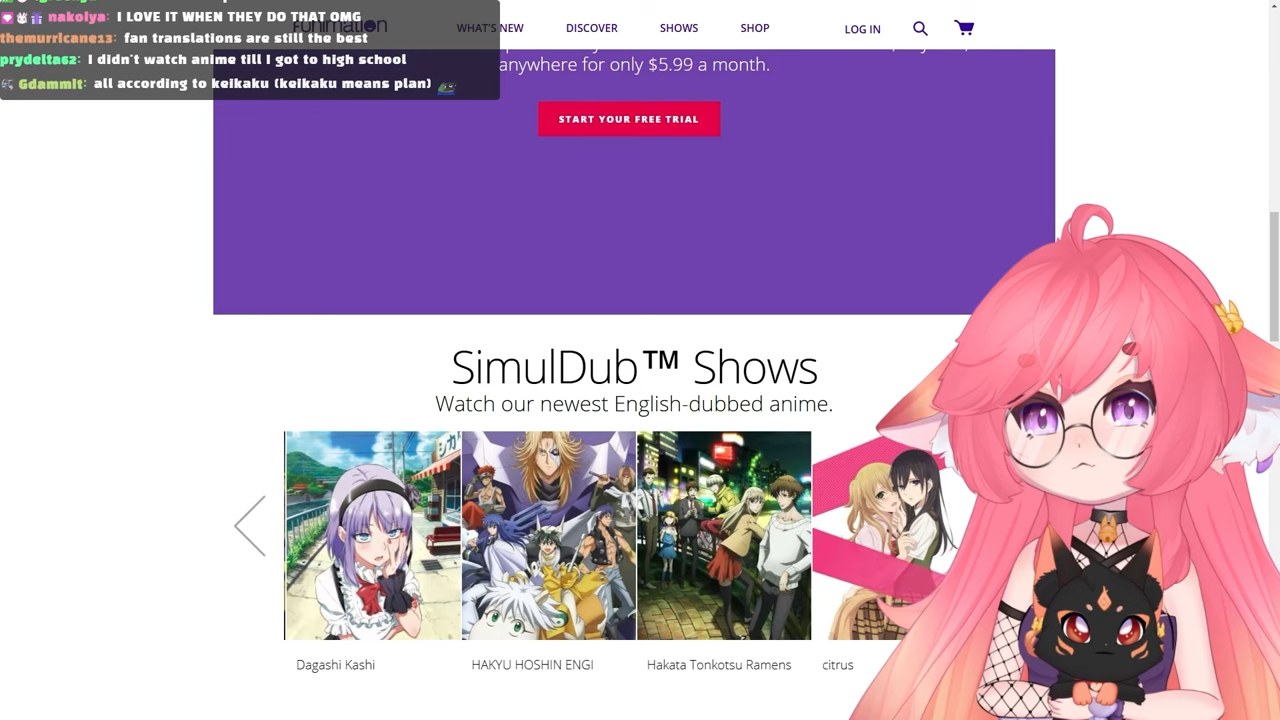 nakolya: I LOVE IT WHEN THEY DO THAT OMG
themurricane13: fan translations are still the best
prydelta62: I didn't watch anime till I got to high school
Gdammit: all according to keikaku (keikaku means plan)
Funimation
WHAT'S NEW
DISCOVER
SHOWS
SHOP
LOG IN
anywhere for only $5.99 a month.
START YOUR FREE TRIAL
SimulDub™ Shows
Watch our newest English-dubbed anime.
Dagashi Kashi
HAKYU HOSHIN ENGI
Hakata Tonkotsu Ramens
citrus